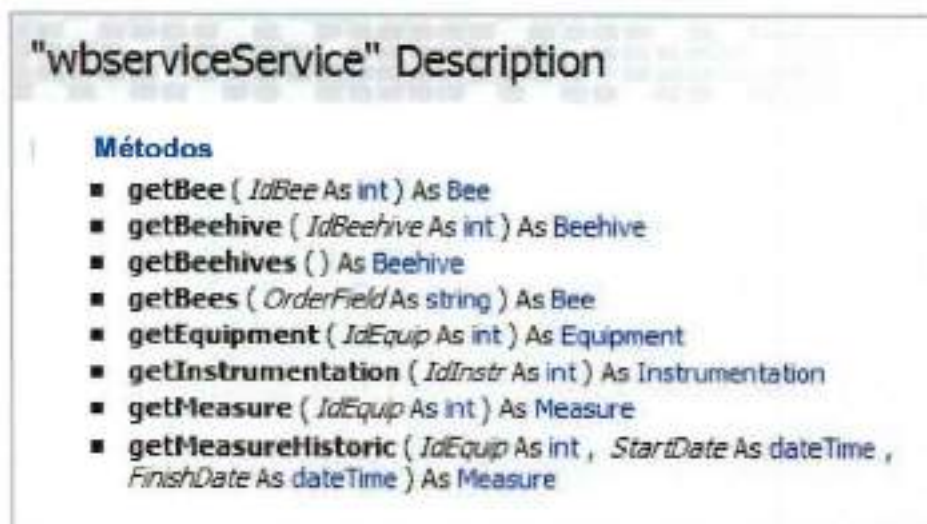 "wbserviceService" Description
Métodos
getBee ( IdBee As int ) As Bee
getBeehive ( IdBeehive As int ) As Beehive
getBeehives ( ) As Beehive
getBees ( OrderField As string ) As Bee
getEquipment ( IdEquip As int ) As Equipment
getInstrumentation ( IdInstr As int ) As Instrumentation
getMeasure ( IdEquip As int ) As Measure
getMeasureHistoric ( IdEquip As int , StartDate As dateTime ,
FinishDate As dateTime ) As Measure